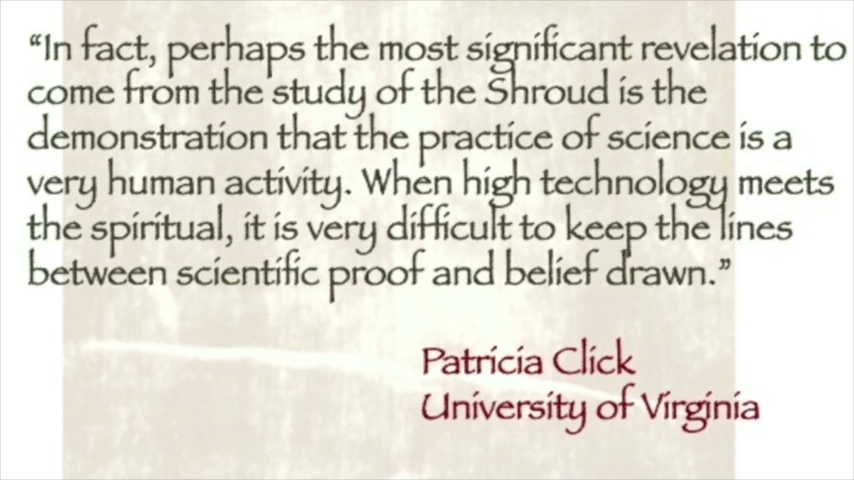 “In fact, perhaps the most significant revelation to
come from the study of the Shroud is the
demonstration that the practice of science is a
very human activity. When high technology meets
the spiritual, it is very difficult to keep the lines
between scientific proof and belief drawn.”
Patricia Click
University of Virginia